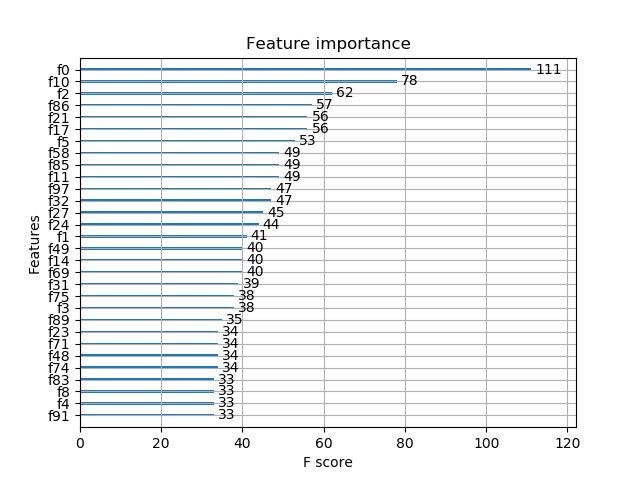 Feature importance
f0 111
f10 78
f2 62
f86 57
f21 56
f17 56
f5 53
f58 49
f85 49
f11 49
f97 47
f32 47
f27 45
f24 44
f1 41
f49 40
f14 40
f69 40
f31 39
f75 38
f3 38
f89 35
f23 34
f71 34
f48 34
f74 34
f83 33
f8 33
f4 33
f91 33
Features
0 20 40 60 80 100 120
F score